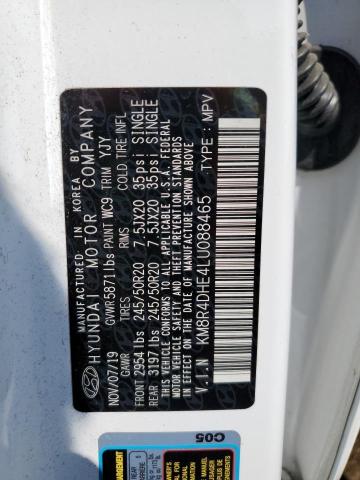 MANUFACTURED IN KOREA BY
HYUNDAI MOTOR COMPANY
NOV/07/19 GVWR5871lbs PAINT WC9 TRIM YJY
GAWR TIRES RIMS COLD TIRE INFL
FRONT 2954 lbs 245/50R20 7.5JX20 35psi SINGLE
REAR 3197 lbs 245/50R20 7.5JX20 35psi SINGLE
THIS VEHICLE CONFORMS TO ALL APPLICABLE U.S.A.
FEDERAL MOTOR VEHICLE SAFETY AND THEFT PREVENTION STANDARDS
IN EFFECT ON THE DATE OF MANUFACTURE SHOWN ABOVE.
V.I.N KM8R4DHE4LU088465 TYPE : MPV
C05